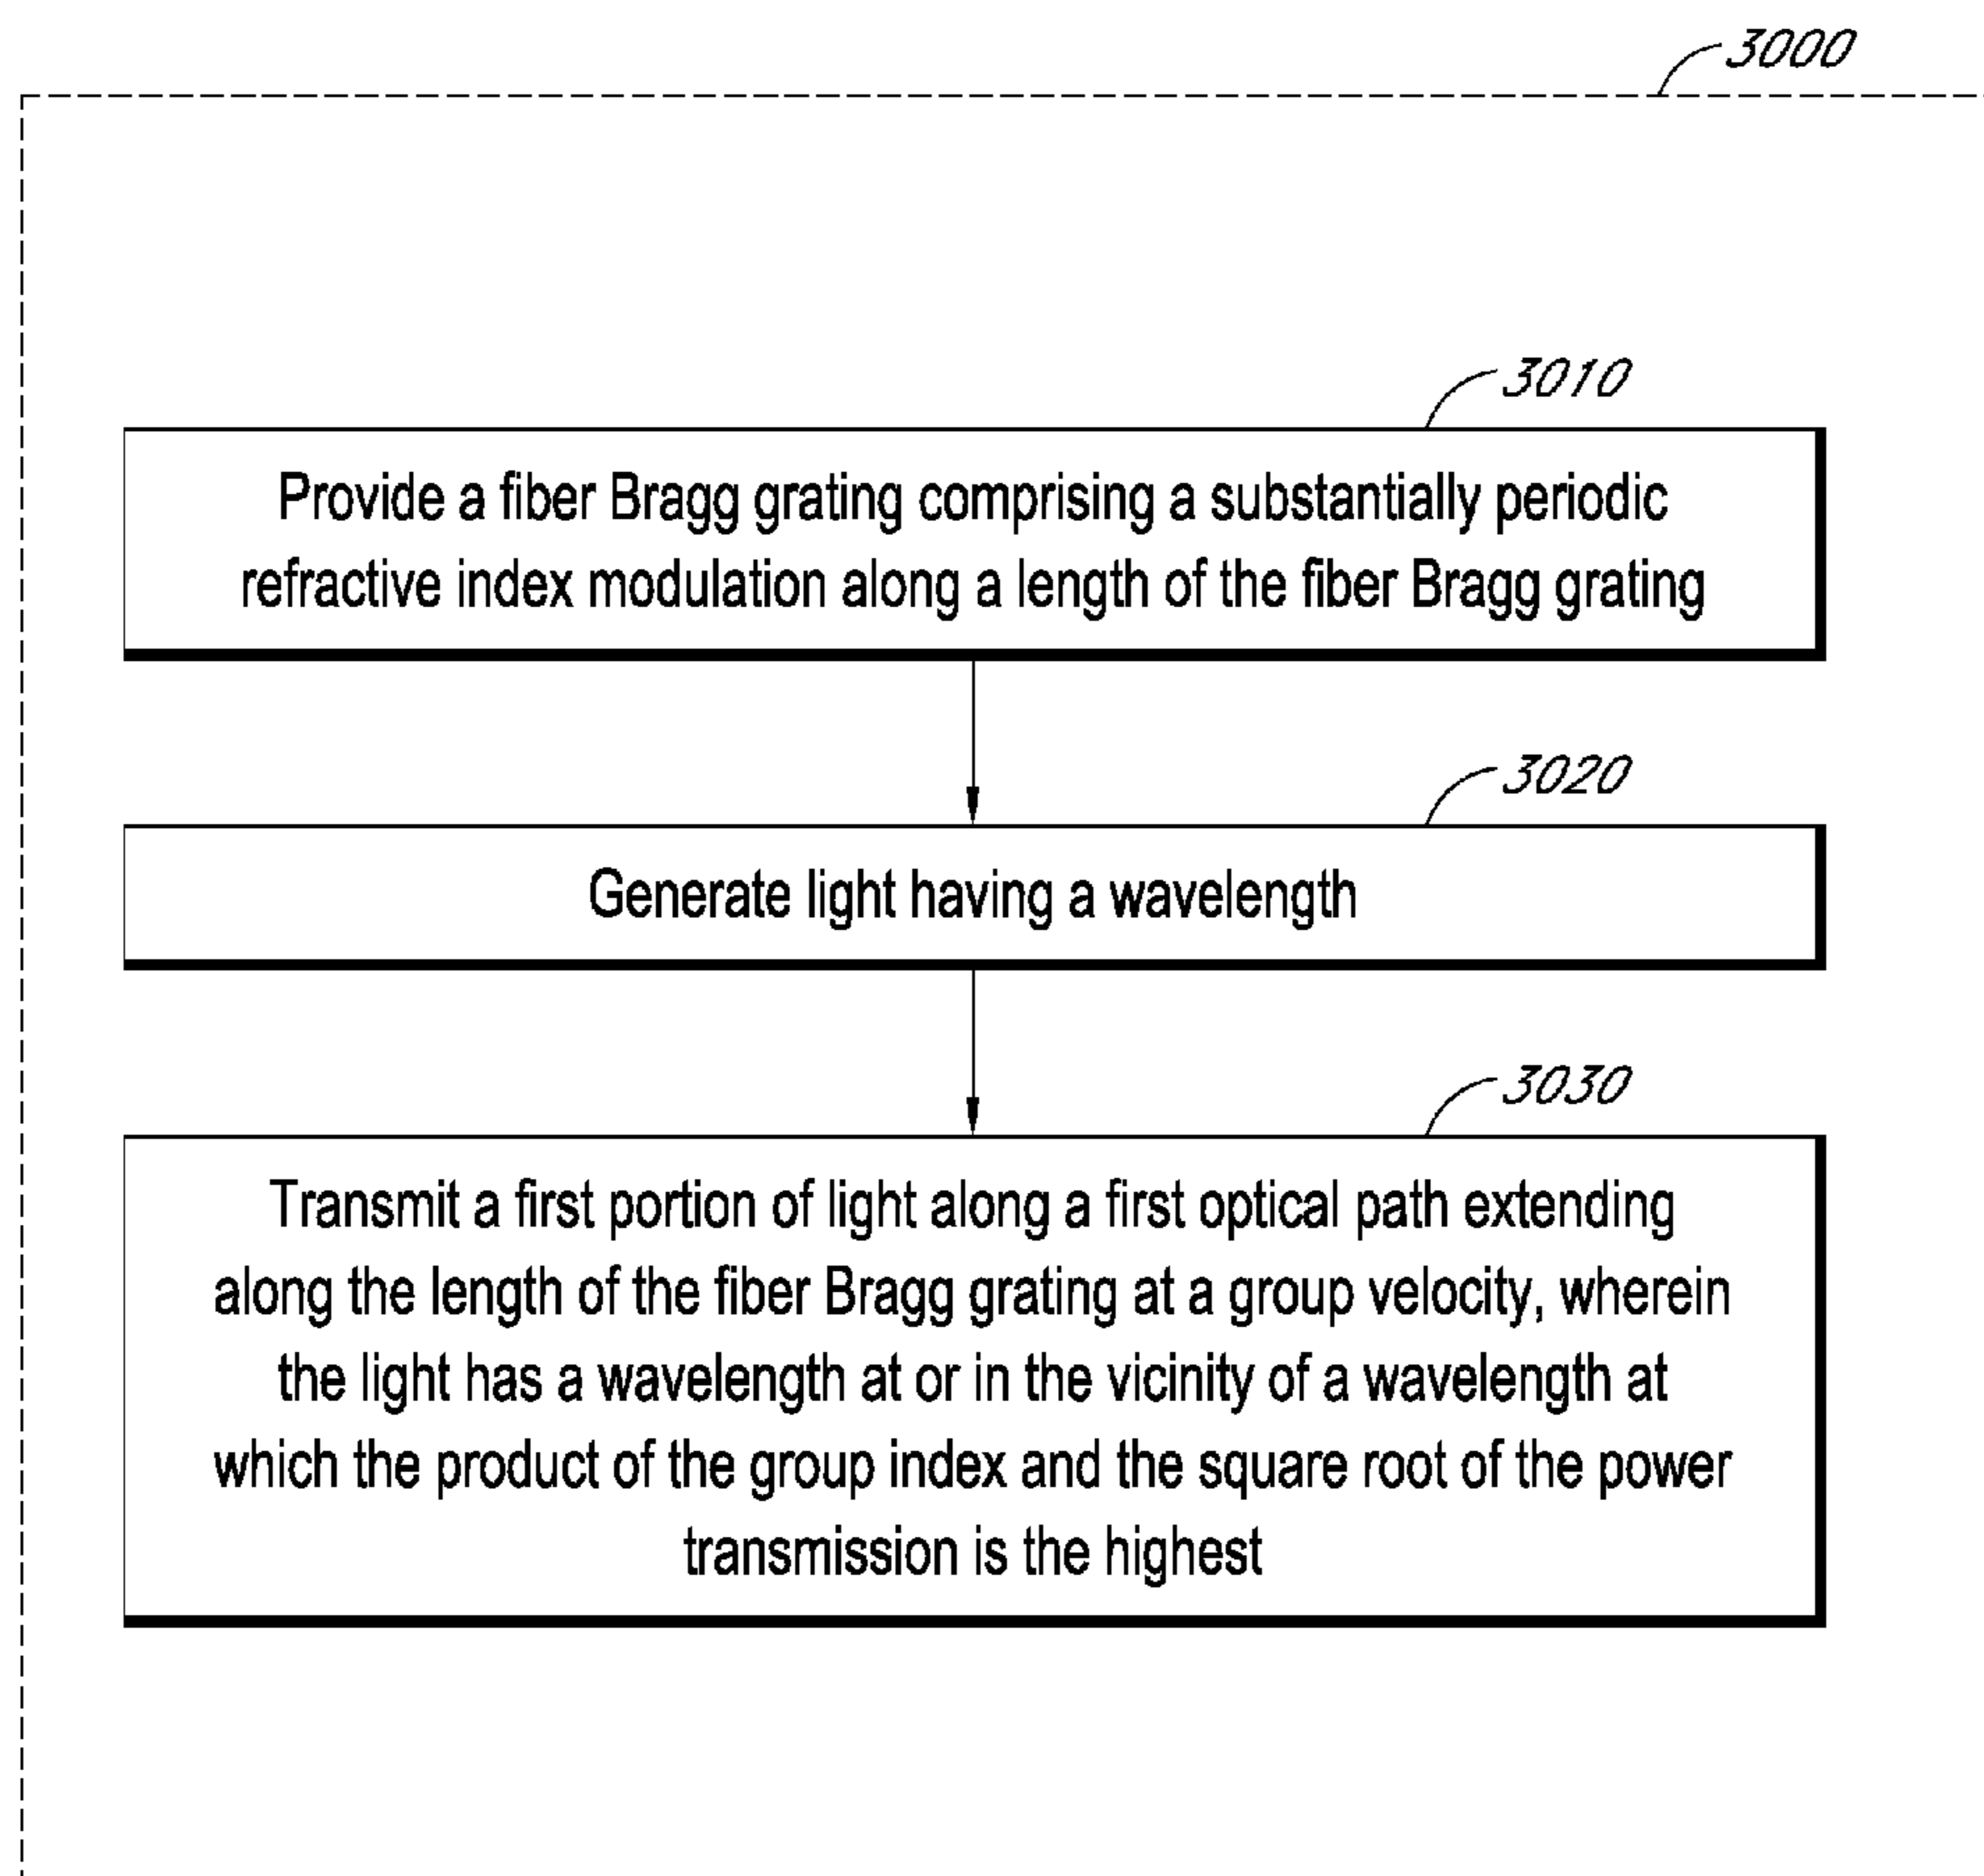 3000
3010
Provide a fiber Bragg grating comprising a substantially periodic
refractive index modulation along a length of the fiber Bragg grating
3020
Generate light having a wavelength
3030
Transmit a first portion of light along a first optical path extending
along the length of the fiber Bragg grating at a group velocity, wherein
the light has a wavelength at or in the vicinity of a wavelength at
which the product of the group index and the square root of the power
transmission is the highest